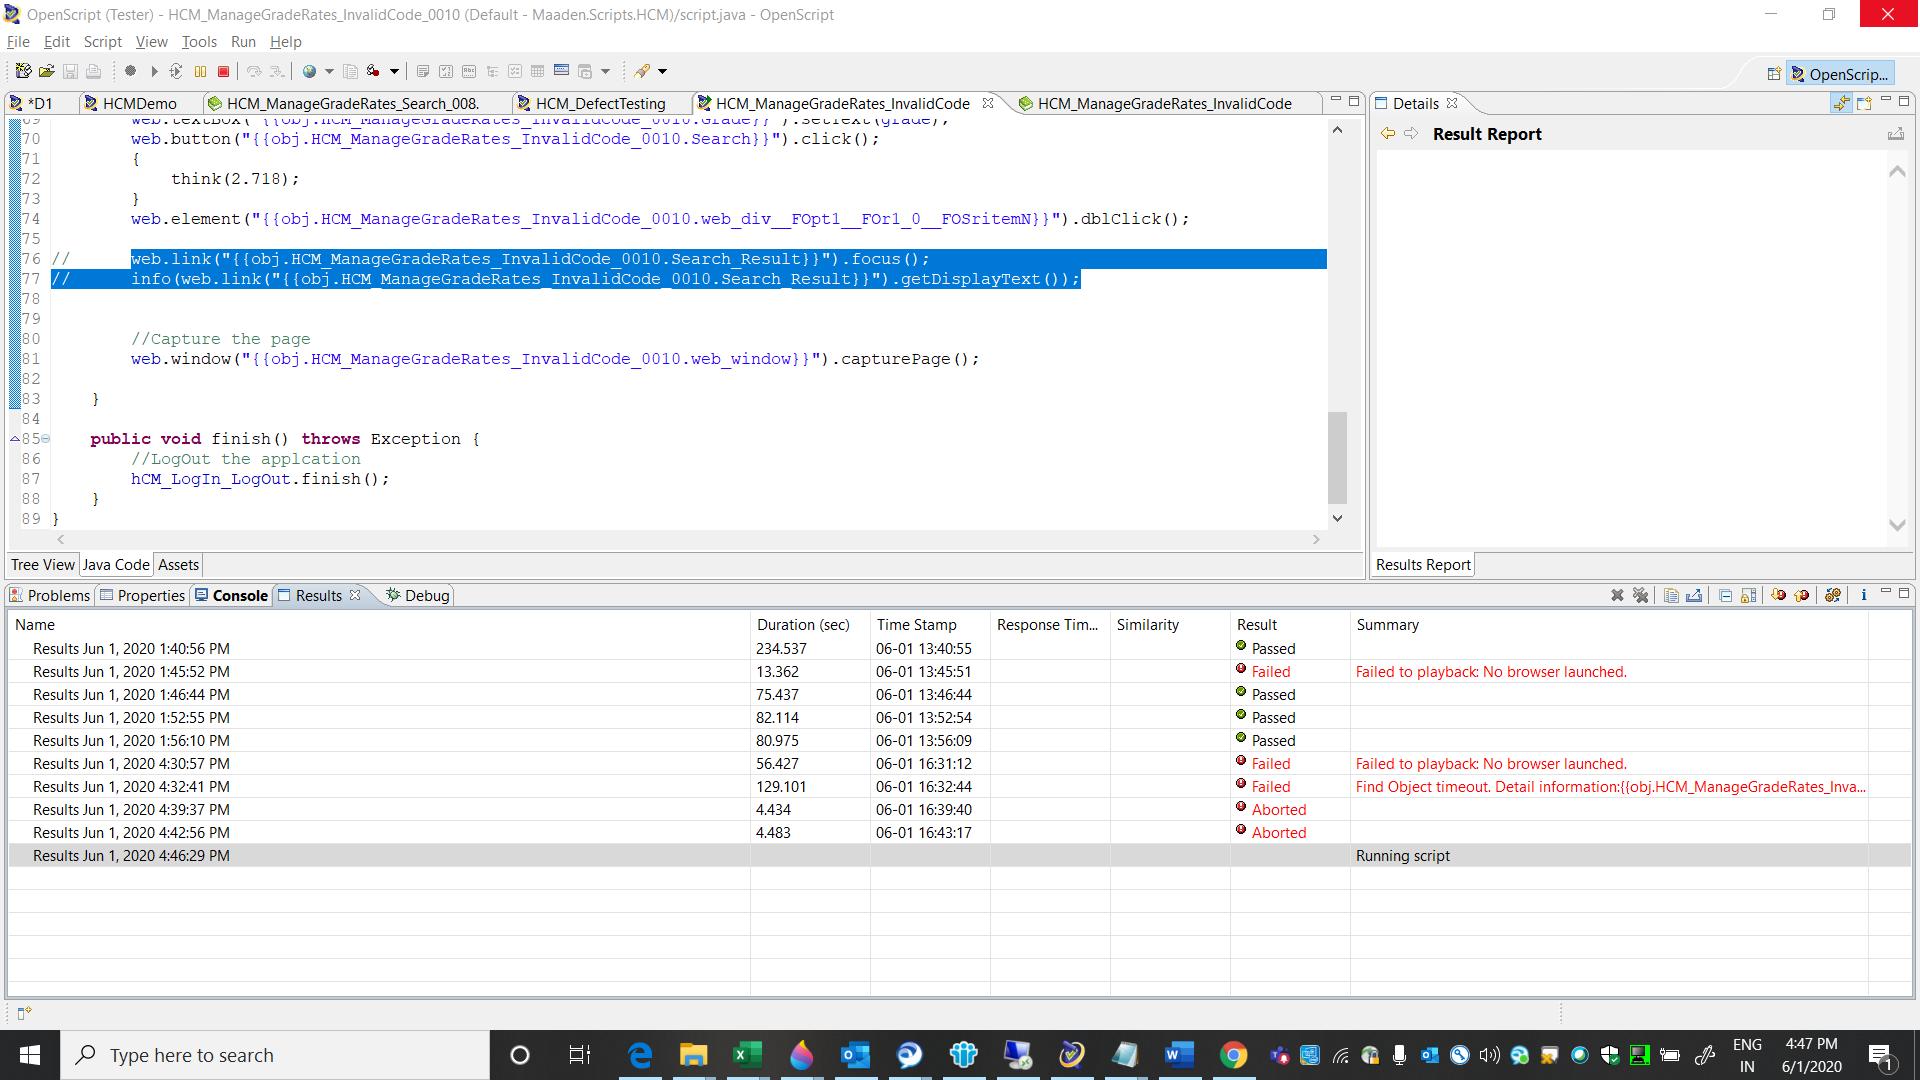 OpenScript (Tester) - HCM_ManageGradeRates_InvalidCode_0010 (Default - Maaden.Scripts.HCM)/script.java - OpenScript
File Edit Script View Tools Run Help
OpenScrip...
*D1 HCMDemo HCM_ManageGradeRates_Search_008. HCM_DefectTesting HCM_ManageGradeRates_InvalidCode HCM_ManageGradeRates_InvalidCode Details
Result Report
69 web.textBox("{{obj.HCM_ManageGradeRates_InvalidCode_0010.Grade}}").setText(grade);
70 web.button("{{obj.HCM_ManageGradeRates_InvalidCode_0010.Search}}").click();
71 {
72 think(2.718);
73 }
74 web.element("{{obj.HCM_ManageGradeRates_InvalidCode_0010.web_div__FOpt1__FOr1_0__FOSritemN}}").dblClick();
75
76 // web.link("{{obj.HCM_ManageGradeRates_InvalidCode_0010.Search_Result}}").focus();
77 // info(web.link("{{obj.HCM_ManageGradeRates_InvalidCode_0010.Search_Result}}").getDisplayText());
78
79
80 //Capture the page
81 web.window("{{obj.HCM_ManageGradeRates_InvalidCode_0010.web_window}}").capturePage();
82
83 }
84
85 public void finish() throws Exception {
86 //LogOut the applcation
87 hCM_LogIn_LogOut.finish();
88 }
89 }
Tree View Java Code Assets
Results Report
Problems Properties Console Results Debug
Name Duration (sec) Time Stamp Response Tim... Similarity Result Summary
Results Jun 1, 2020 1:40:56 PM 234.537 06-01 13:40:55 Passed
Results Jun 1, 2020 1:45:52 PM 13.362 06-01 13:45:51 Failed Failed to playback: No browser launched.
Results Jun 1, 2020 1:46:44 PM 75.437 06-01 13:46:44 Passed
Results Jun 1, 2020 1:52:55 PM 82.114 06-01 13:52:54 Passed
Results Jun 1, 2020 1:56:10 PM 80.975 06-01 13:56:09 Passed
Results Jun 1, 2020 4:30:57 PM 56.427 06-01 16:31:12 Failed Failed to playback: No browser launched.
Results Jun 1, 2020 4:32:41 PM 129.101 06-01 16:32:44 Failed Find Object timeout. Detail information:{{obj.HCM_ManageGradeRates_Inva...
Results Jun 1, 2020 4:39:37 PM 4.434 06-01 16:39:40 Aborted
Results Jun 1, 2020 4:42:56 PM 4.483 06-01 16:43:17 Aborted
Results Jun 1, 2020 4:46:29 PM Running script
Type here to search
ENG
IN
4:47 PM
6/1/2020
1